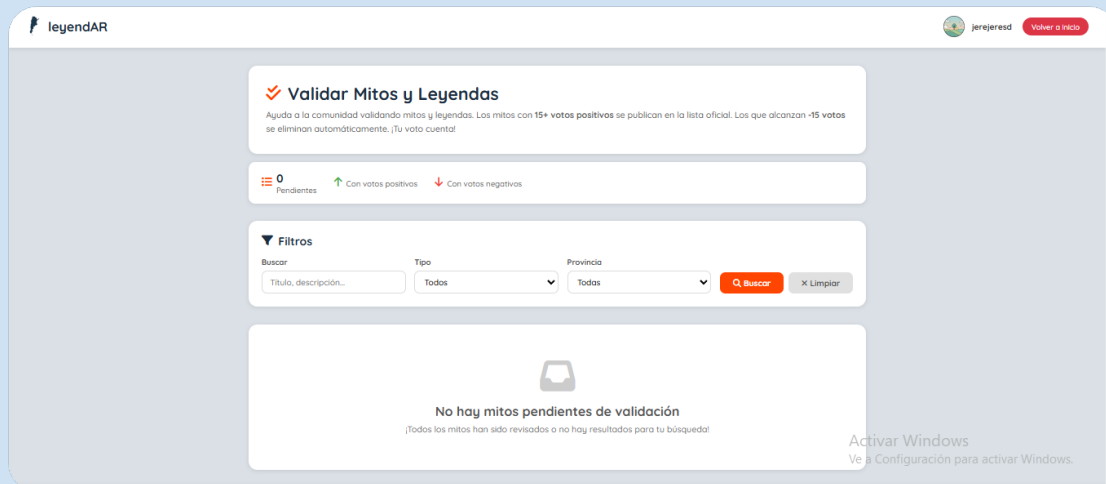 leyendAR
jerejeresd
Volver a Inicio
Validar Mitos y Leyendas
Ayuda a la comunidad validando mitos y leyendas. Los mitos con 15+ votos positivos se publican en la lista oficial. Los que alcanzan -15 votos
se eliminan automáticamente. ¡Tu voto cuenta!
0
Pendientes
Con votos positivos
Con votos negativos
Filtros
Buscar
Tipo
Provincia
Título, descripción...
Todos
Todas
Buscar
Limpiar
No hay mitos pendientes de validación
¡Todos los mitos han sido revisados o no hay resultados para tu búsqueda!
Activar Windows
Ve a Configuración para activar Windows.